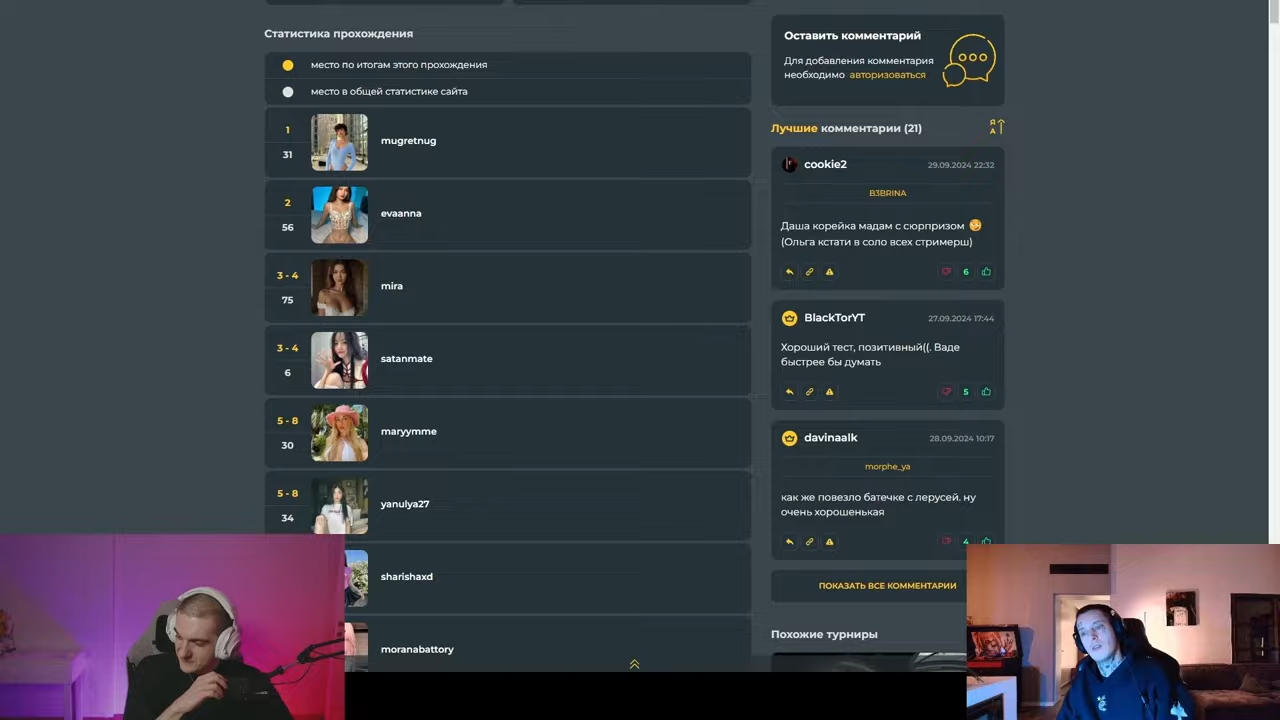 Статистика прохождения
место по итогам этого прохождения
место в общей статистике сайта
1
31
mugretnug
2
56
evaanna
3 - 4
75
mira
3 - 4
6
satanmate
5 - 8
30
maryymme
5 - 8
34
yanulya27
sharishaxd
moranabattory
Оставить комментарий
Для добавления комментария
необходимо авторизоваться
Лучшие комментарии (21)
Я
А
cookie2
29.09.2024 22:32
B3BRINA
Даша корейка мадам с сюрпризом
(Ольга кстати в соло всех стримерш)
6
BlackTorYT
27.09.2024 17:44
Хороший тест, позитивный((. Ваде
быстрее бы думать
5
davinaalk
28.09.2024 10:17
morphe_ya
как же повезло батечке с лерусей. ну
очень хорошенькая
4
ПОКАЗАТЬ ВСЕ КОММЕНТАРИИ
Похожие турниры